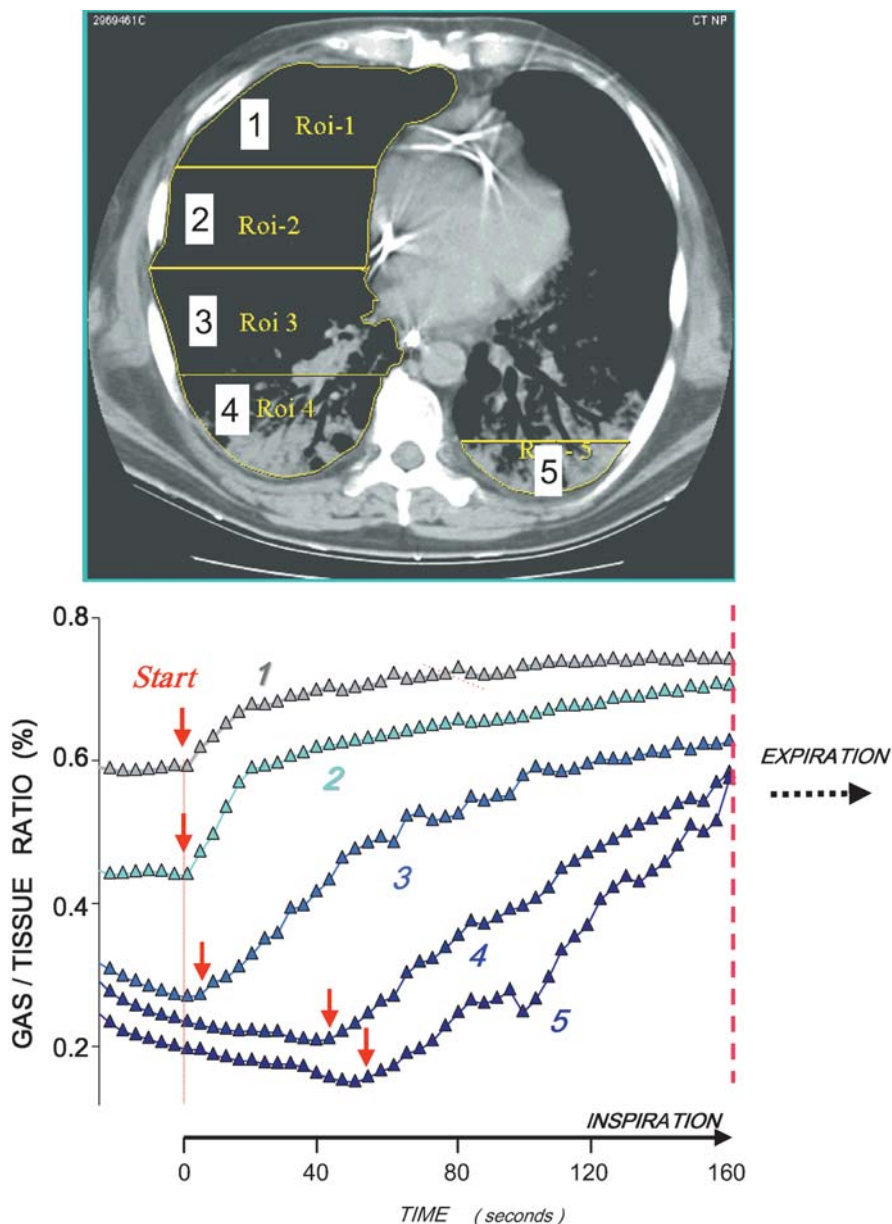 2969461C CT NP
1 Roi-1
2 Roi-2
3 Roi 3
4 Roi 4
Roi - 5
5
0.8
Start
1
0.6
2
EXPIRATION
3
0.4
4
5
0.2
GAS / TISSUE RATIO (%)
INSPIRATION
0 40 80 120 160
TIME ( seconds )